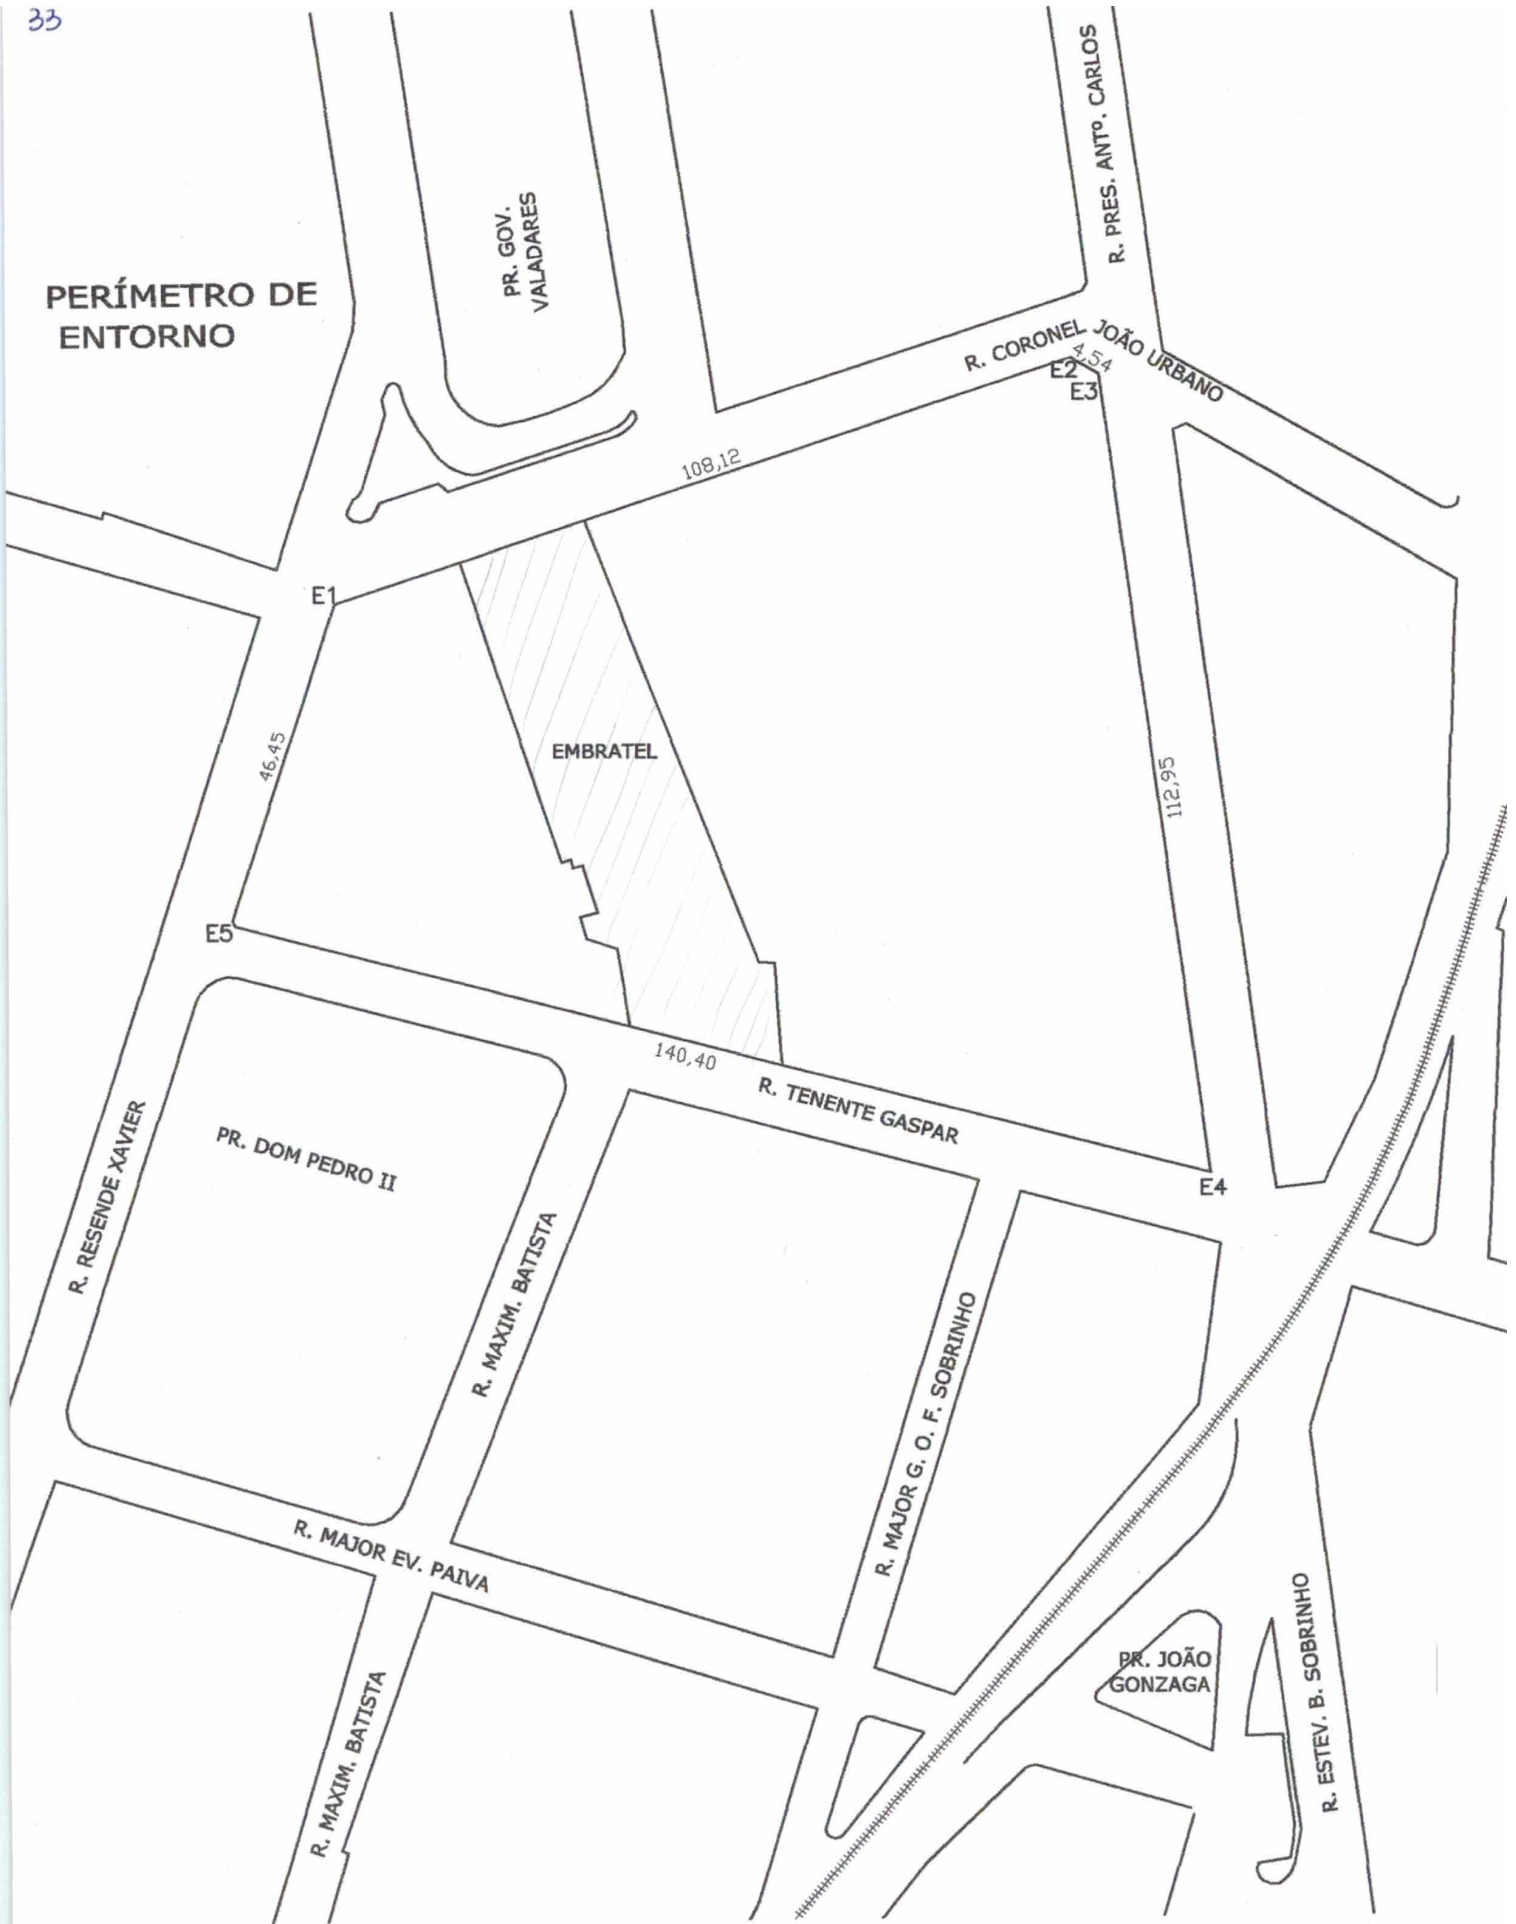 33
R. PRES. ANTº. CARLOS
PR. GOV.
VALADARES
PERÍMETRO DE
ENTORNO
R. CORONEL JOÃO URBANO
4,54
E2
E3
108,12
E1
46,45
EMBRATEL
112,95
E5
140,40
R. TENENTE GASPAR
E4
PR. DOM PEDRO II
R. RESENDE XAVIER
R. MAXIM. BATISTA
R. MAJOR G. O. F. SOBRINHO
R. MAJOR EV. PAIVA
R. MAXIM. BATISTA
PR. JOÃO
GONZAGA
R. ESTEV. B. SOBRINHO